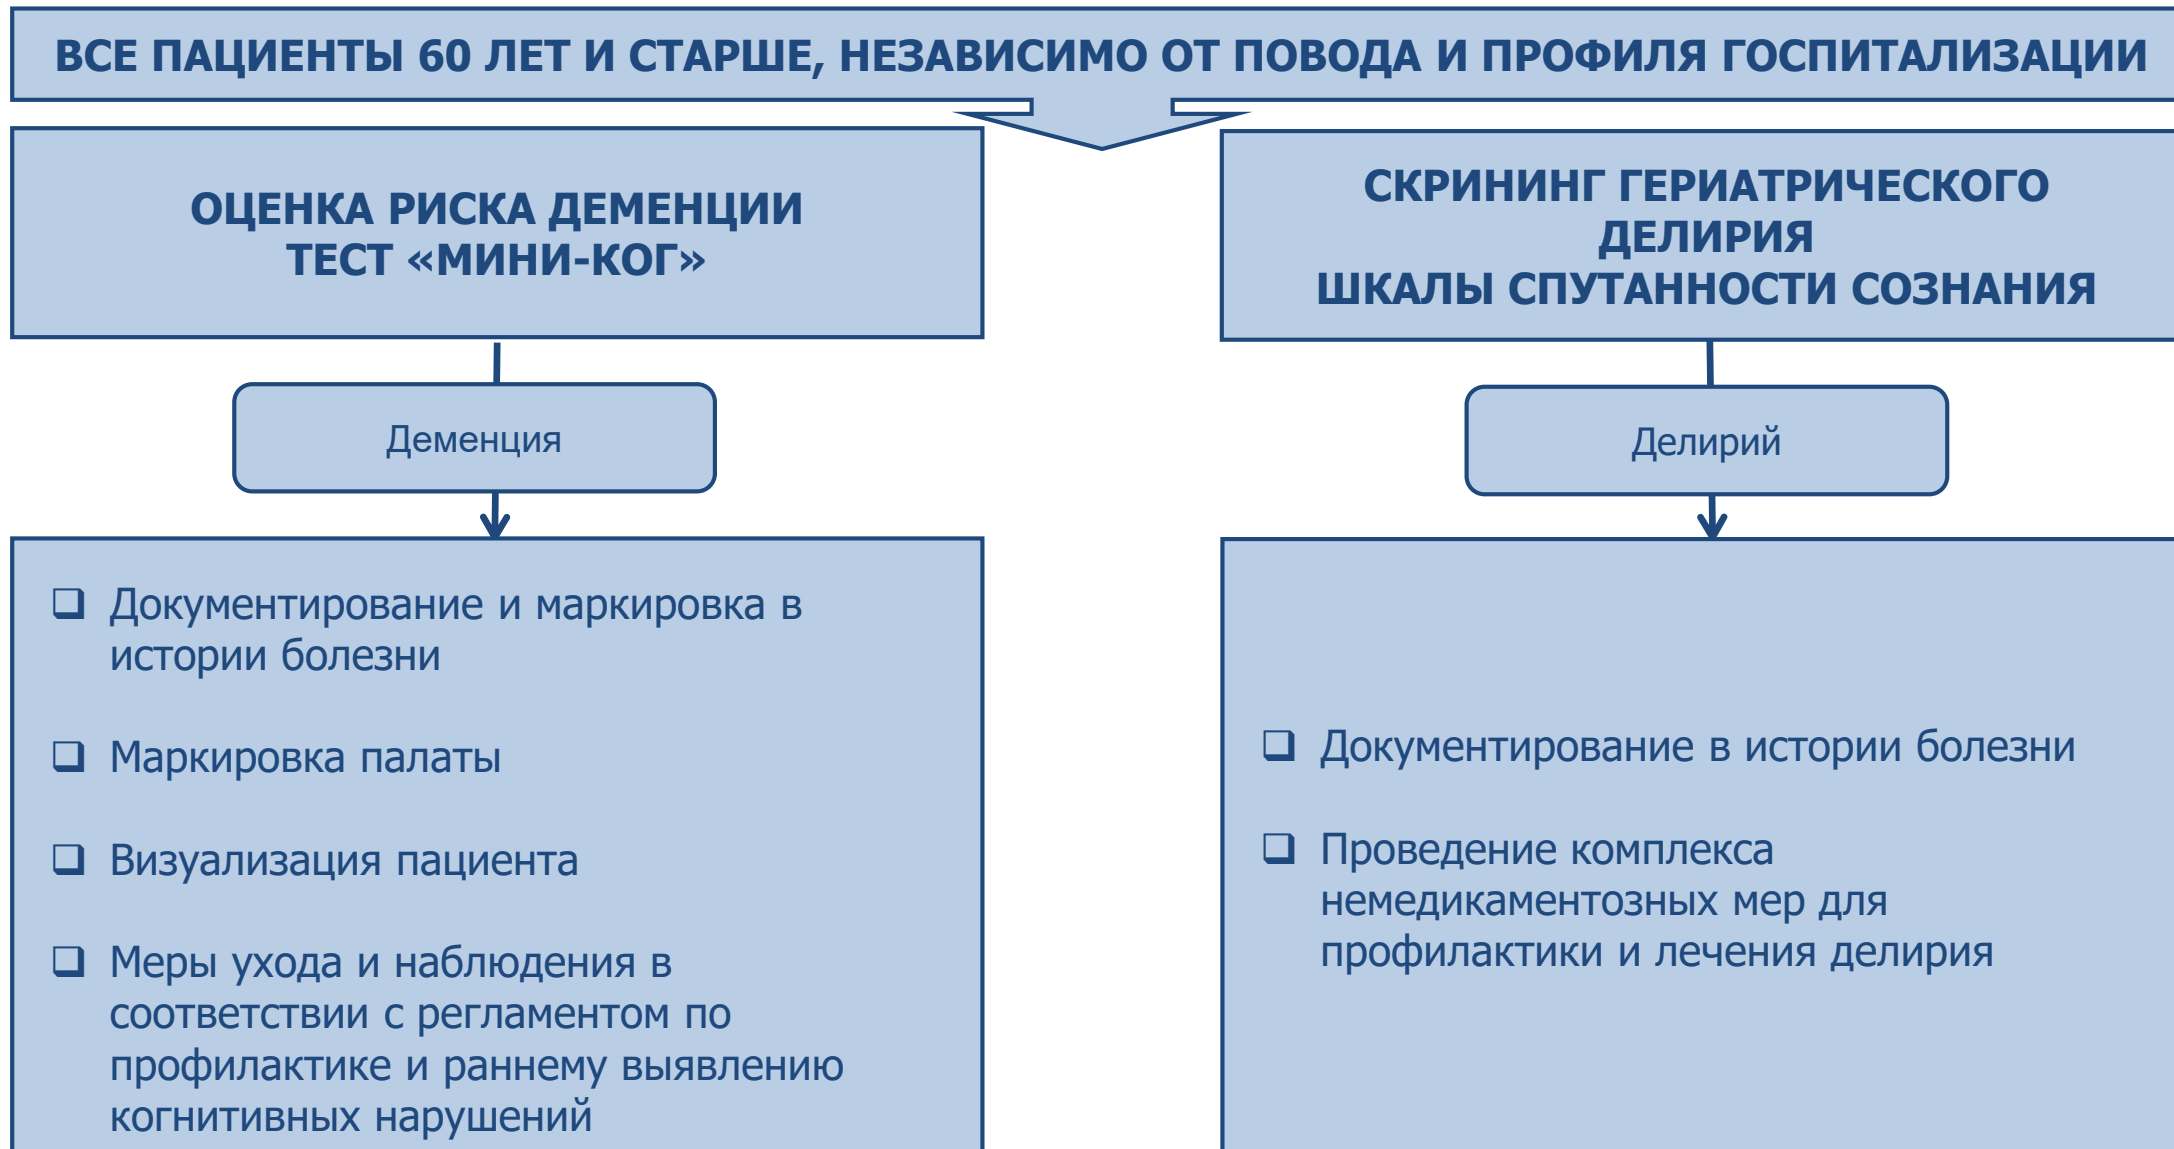 ВСЕ ПАЦИЕНТЫ 60 ЛЕТ И СТАРШЕ, НЕЗАВИСИМО ОТ ПОВОДА И ПРОФИЛЯ ГОСПИТАЛИЗАЦИИ
ОЦЕНКА РИСКА ДЕМЕНЦИИ
ТЕСТ «МИНИ-КОГ»
Деменция
Документирование и маркировка в
истории болезни
Маркировка палаты
Визуализация пациента
Меры ухода и наблюдения в
соответствии с регламентом по
профилактике и раннему выявлению
когнитивных нарушений
СКРИНИНГ ГЕРИАТРИЧЕСКОГО
ДЕЛИРИЯ
ШКАЛЫ СПУТАННОСТИ СОЗНАНИЯ
Делирий
Документирование в истории болезни
Проведение комплекса
немедикаментозных мер для
профилактики и лечения делирия